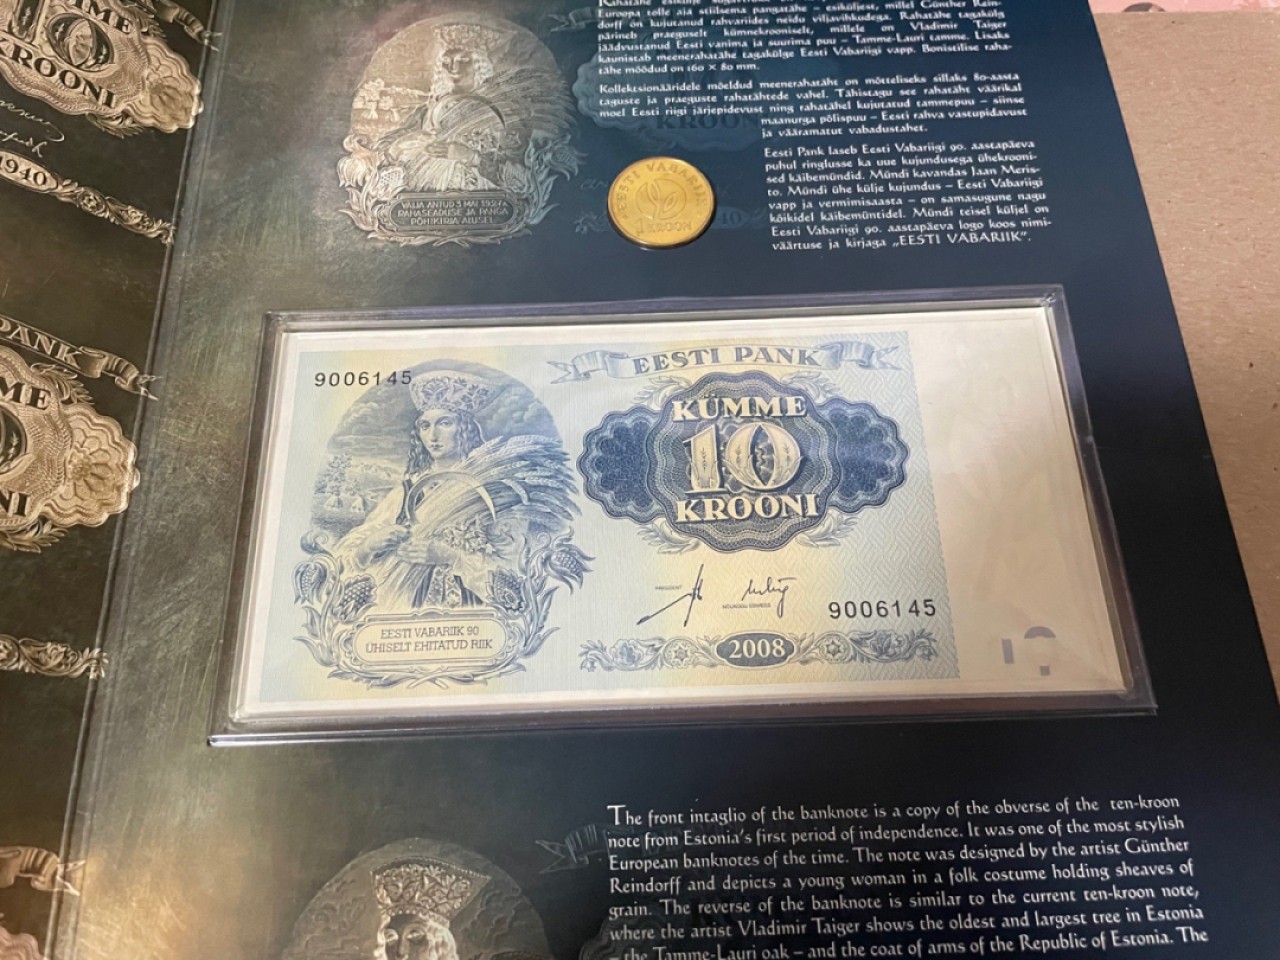 ME
10
KROONI
1940
PANK
ME
NI
Rahatähe esikülje
Euroopa tolle aja stiilsema pangatähe – esiküljest, millel Günther Rein-
dorff on kujutanud rahvariides neidu viljavihkudega. Rahatähe tagakülg
pärineb praeguselt kümnekrooniselt, millele on Vladimir Taiger
jäädvustanud Eesti vanima ja suurima puu – Tamme-Lauri tamme. Lisaks
kaunistab meenerahatähe tagakülge Eesti Vabariigi vapp. Bonistilise raha-
tähe mõõdud on 160 × 80 mm.
Kollektsionääridele mõeldud meenerahatäht on mõtteliseks sillaks 80-aasta
taguste ja praeguste rahatähtede vahel. Tähistagu see rahatäht väärikal
moel Eesti riigi järjepidevust ning rahatähel kujutatud tammepuu – siinse
maanurga põlispuu – Eesti rahva vastupidavust
ja vääramatut vabadustahet.
Eesti Pank laseb Eesti Vabariigi 90. aastapäeva
puhul ringlusse ka uue kujundusega ühekrooni-
sed käibemündid. Mündi kavandas Jaan Meris-
to. Mündi ühe külje kujundus – Eesti Vabariigi
vapp ja vermimisaasta – on samasugune nagu
kõikidel käibemüntidel. Mündi teisel küljel on
Eesti Vabariigi 90. aastapäeva logo koos nimi-
väärtuse ja kirjaga „EESTI VABARIIK”.
VÄLJA ANTUD 3 MAI 1927 A.
RAHASEADUSE JA PANGA
PÕHIKIRJA ALUSEL
KROON
40
EESTI VABARIIK
1 KROON
9006145
EESTI PANK
KÜMME
10
KROONI
PRESIDENT
NÕUKOGU ESIMEES
9006145
2008
EESTI VABARIIK 90
ÜHISELT EHITATUD RIIK
The front intaglio of the banknote is a copy of the obverse of the ten-kroon
note from Estonia's first period of independence. It was one of the most stylish
European banknotes of the time. The note was designed by the artist Günther
Reindorff and depicts a young woman in a folk costume holding sheaves of
grain. The reverse of the banknote is similar to the current ten-kroon note,
where the artist Vladimir Taiger shows the oldest and largest tree in Estonia
– the Tamme-Lauri oak – and the coat of arms of the Republic of Estonia. The